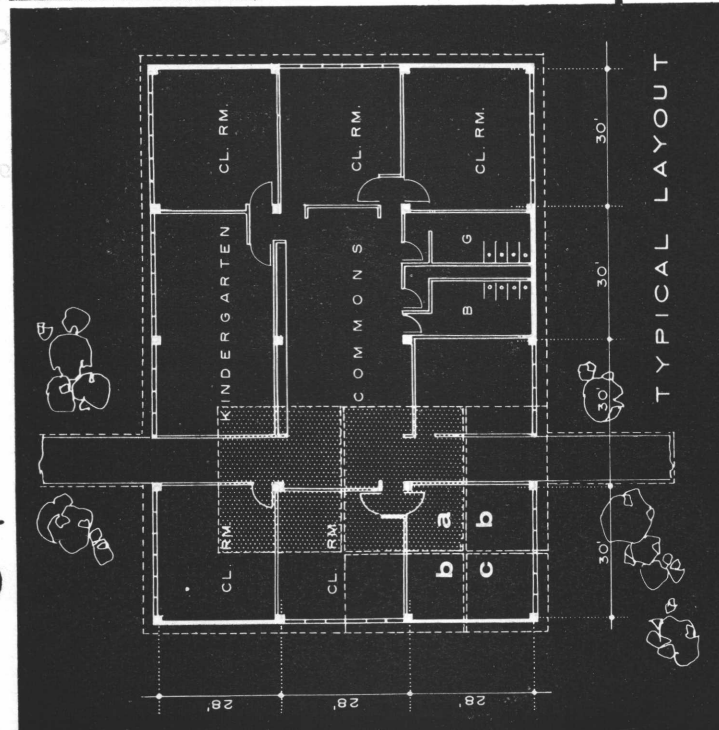 TYPICAL LAYOUT
CL. RM.
CL. RM.
CL. RM.
KINDERGARTEN
COMMONS
G
B
CL. RM.
CL. RM.
a
b
b
c
30'
30'
30'
30'
28'
28'
28'